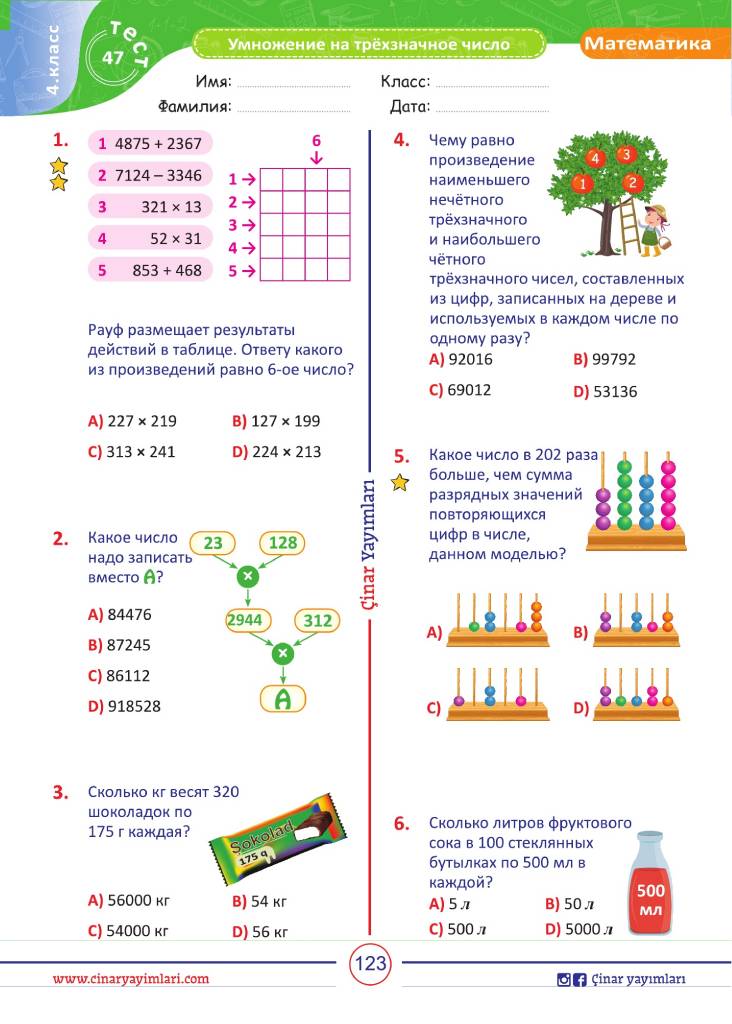 4.класс
тест
47
Умножение на трёхзначное число
Математика
Имя:
Класс:
Фамилия:
Дата:
1.
1 4875 + 2367
2 7124 – 3346
3 321 × 13
4 52 × 31
5 853 + 468
6
1
2
3
4
5
Рауф размещает результаты
действий в таблице. Ответу какого
из произведений равно 6-ое число?
A) 227 × 219
B) 127 × 199
C) 313 × 241
D) 224 × 213
2.
Какое число
надо записать
вместо A?
23
128
×
2944
312
×
A
A) 84476
B) 87245
C) 86112
D) 918528
3.
Сколько кг весят 320
шоколадок по
175 г каждая?
Şokolad
175 q
A) 56000 кг
B) 54 кг
C) 54000 кг
D) 56 кг
Çinar Yayımları
4.
Чему равно
произведение
наименьшего
нечётного
трёхзначного
и наибольшего
чётного
трёхзначного чисел, составленных
из цифр, записанных на дереве и
используемых в каждом числе по
одному разу?
4
3
1
2
A) 92016
B) 99792
C) 69012
D) 53136
5.
Какое число в 202 раза
больше, чем сумма
разрядных значений
повторяющихся
цифр в числе,
данном моделью?
A)
B)
C)
D)
6.
Сколько литров фруктового
сока в 100 стеклянных
бутылках по 500 мл в
каждой?
500
мл
A) 5 л
B) 50 л
C) 500 л
D) 5000 л
www.cinaryayimlari.com
123
Çinar yayımları